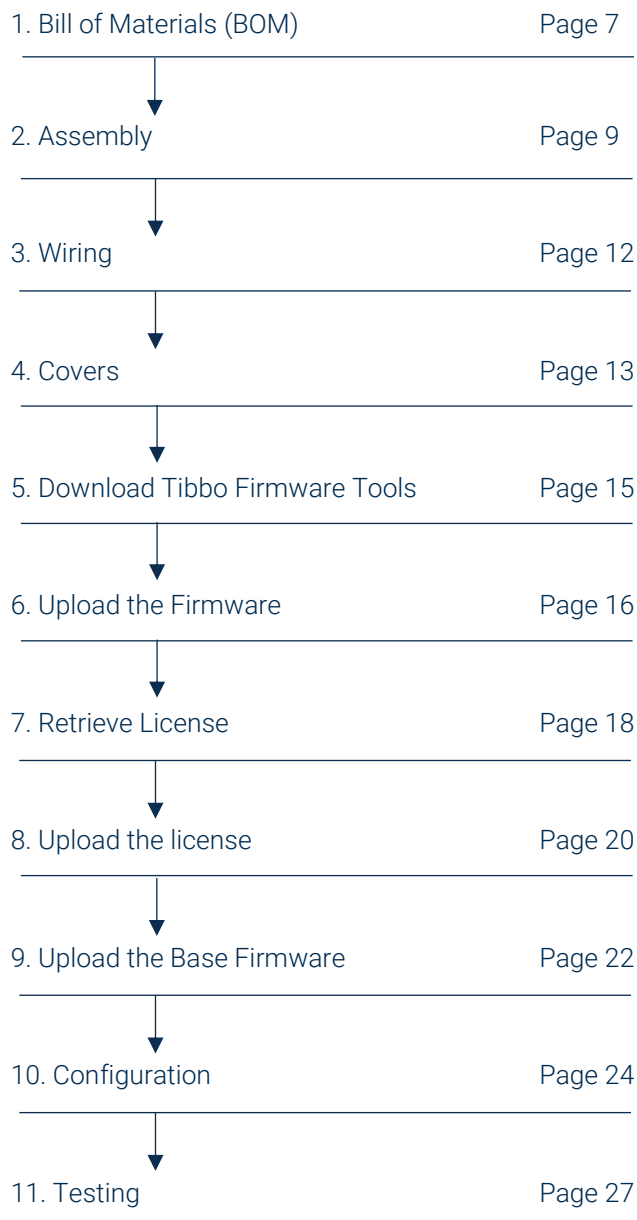 1. Bill of Materials (BOM) Page 7
2. Assembly Page 9
3. Wiring Page 12
4. Covers Page 13
5. Download Tibbo Firmware Tools Page 15
6. Upload the Firmware Page 16
7. Retrieve License Page 18
8. Upload the license Page 20
9. Upload the Base Firmware Page 22
10. Configuration Page 24
11. Testing Page 27